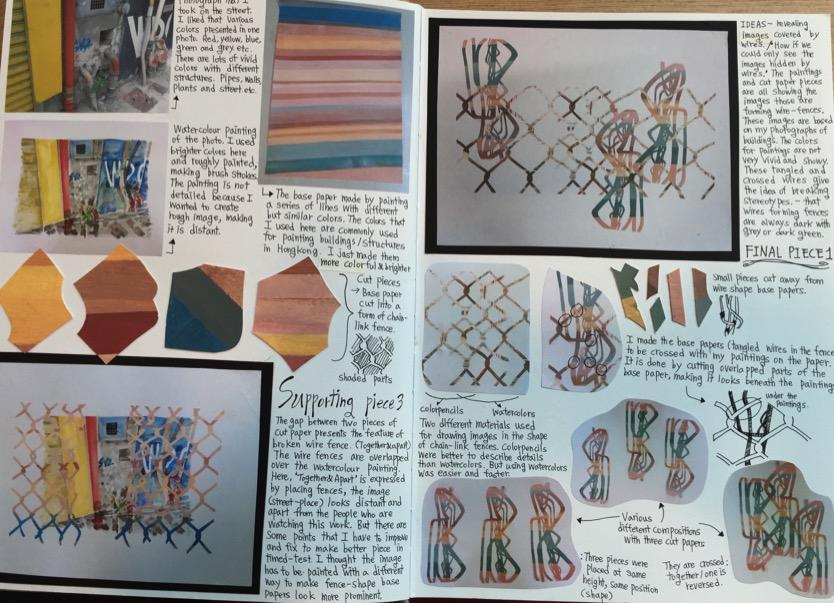 Photograph No.1 I
took on the street.
I liked that various
colors presented in one
photo. Red, yellow, blue,
green and grey etc.
There are lots of vivid
colors with different
structures. Pipes, walls,
Plants and street etc.
Watercolour painting
of the photo. I used
brighter colors here
and roughly painted,
making brush stokes.
The painting is not
detailed because I
wanted to create
rough image, making
it is distant.
The base paper made by painting
a series of lines with different
but similar colors. The colors that
I used here are commonly used
for painting buildings/structures
in Hongkong. I just made them
more colorful & brighter
Cut pieces
→ Base paper
cut into a
form of chain-
link fence.
shaded parts
Supporting piece 3
The gap between two pieces of
cut paper presents the feature of
broken wire fence. (Together&apart)
The wire fences are overlapped
over the watercolour painting.
Here, 'Together&Apart' is expressed
by placing fences, the image
(street-place) looks distant and
apart from the people who are
watching this work. But there are
some points that I have to improve
and fix to make better piece in
timed-test. I thought the image
has to be painted with a different
way to make fence-shape base
papers look more prominent.
IDEAS - revealing
images covered by
wires. 'How if we
could only see the
images hidden by
wires.' The paintings
and cut paper pieces
are all showing the
images those are
forming wire-fences.
These images are based
on my photographs of
buildings. The colors
for paintings are not
very vivid and showy.
These tangled and
crossed wires give
the idea of breaking
stereotypes. - that
wires forming fences
are always dark with
grey or dark green.
FINAL PIECE 1
Small pieces cut away from
wire shape base papers.
I made the base papers (tangled wires in the fence)
to be crossed with my paintings on the paper.
It is done by cutting overlapped parts of the
base paper, making it looks beneath the painting
under the
paintings.
colorpencils
watercolors
Two different materials used
for drawing images in the shape
of chain-link fences. Colorpencils
were better to describe details
than watercolors. But using watercolors
was easier and faster.
Various
different compositions
with three cut papers
: Three pieces were
placed at same
height, same position
(shape)
They are crossed:
together/one is
reversed.